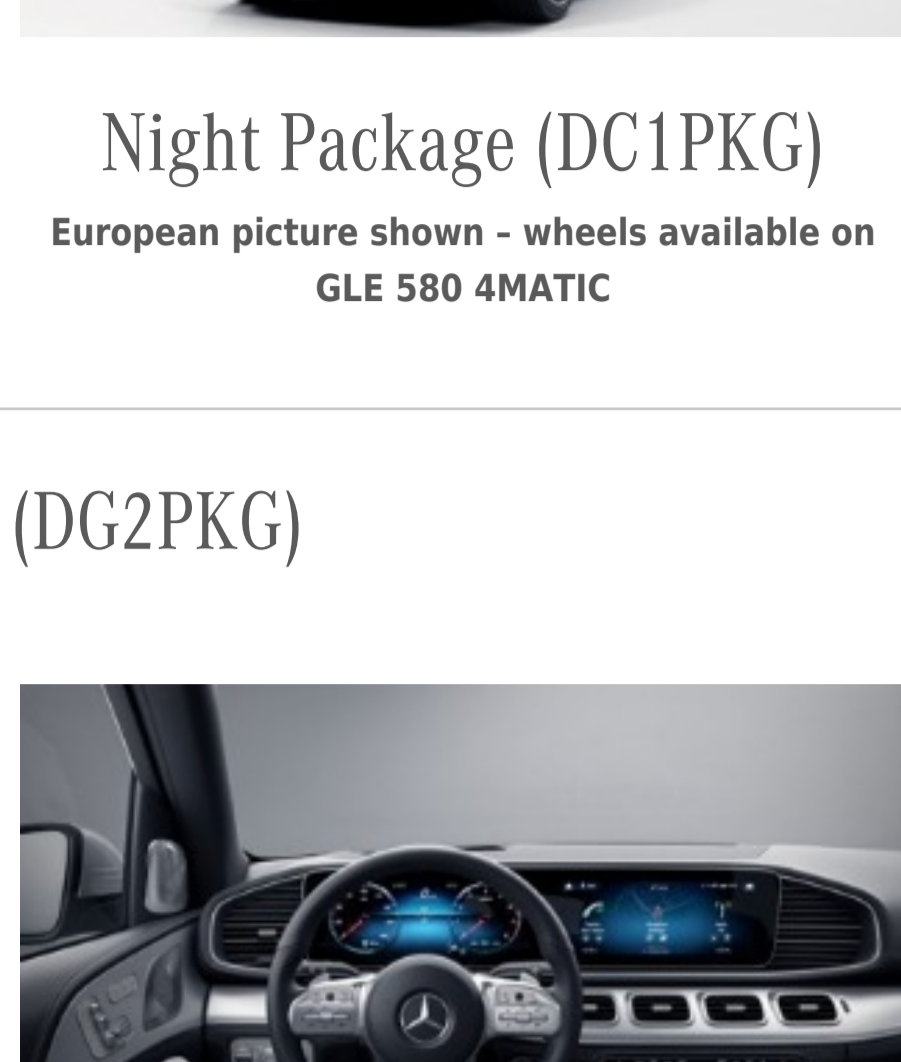 Night Package (DC1PKG)
European picture shown – wheels available on
GLE 580 4MATIC
(DG2PKG)